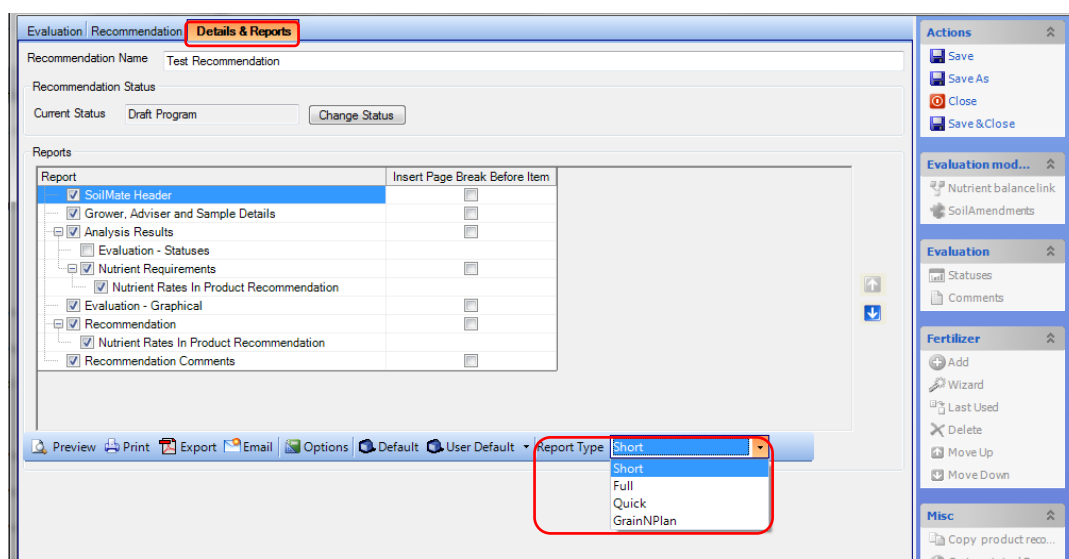 Evaluation Recommendation Details & Reports
Recommendation Name Test Recommendation
Recommendation Status
Current Status Draft Program Change Status
Reports
Report Insert Page Break Before Item
SoilMate Header
Grower, Adviser and Sample Details
Analysis Results
Evaluation - Statuses
Nutrient Requirements
Nutrient Rates In Product Recommendation
Evaluation - Graphical
Recommendation
Nutrient Rates In Product Recommendation
Recommendation Comments
Preview Print Export Email Options Default User Default Report Type Short
Short
Full
Quick
GrainNPlan
Actions
Save
Save As
Close
Save &Close
Evaluation mod...
Nutrient balance link
SoilAmendments
Evaluation
Statuses
Comments
Fertilizer
Add
Wizard
Last Used
Delete
Move Up
Move Down
Misc
Copy product reco...